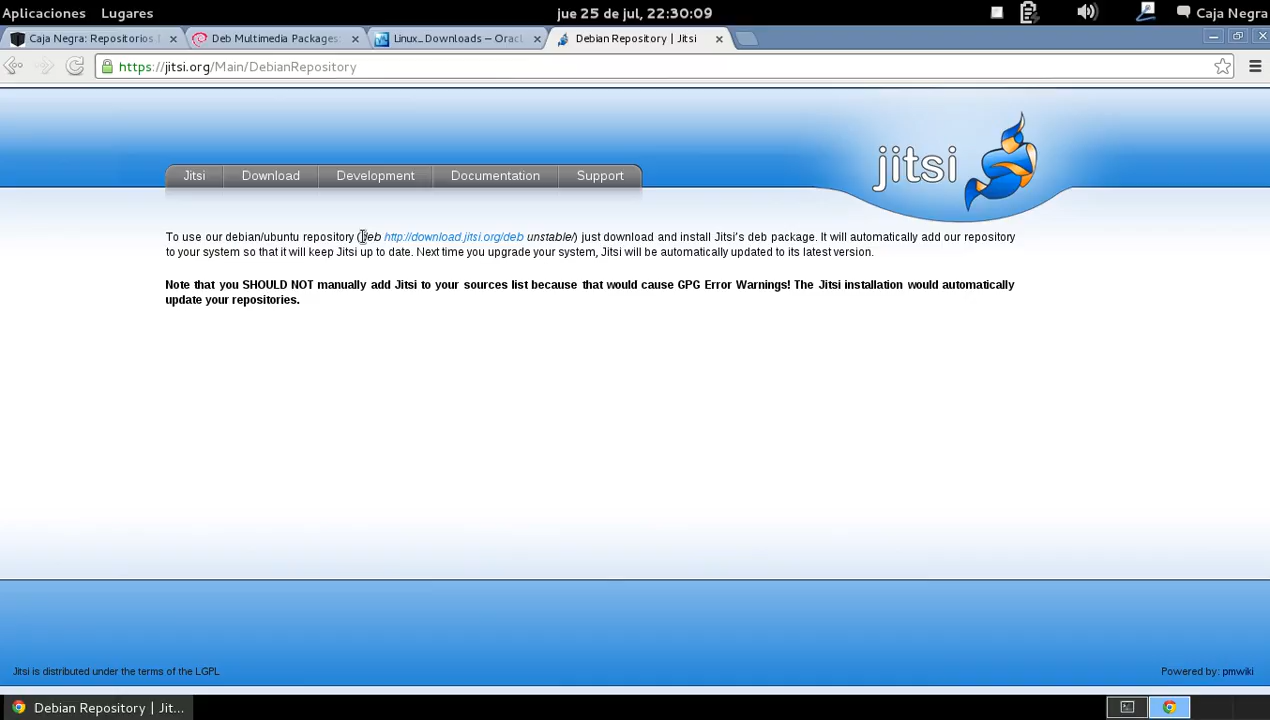 Aplicaciones Lugares jue 25 de jul, 22:30:09 Caja Negra
Caja Negra: Repositorios Deb Multimedia Packages: Linux_Downloads – Orac Debian Repository | Jitsi
https://jitsi.org/Main/DebianRepository
jitsi
Jitsi Download Development Documentation Support
To use our debian/ubuntu repository (deb http://download.jitsi.org/deb unstable/) just download and install Jitsi's deb package. It will automatically add our repository
to your system so that it will keep Jitsi up to date. Next time you upgrade your system, Jitsi will be automatically updated to its latest version.
Note that you SHOULD NOT manually add Jitsi to your sources list because that would cause GPG Error Warnings! The Jitsi installation would automatically
update your repositories.
Jitsi is distributed under the terms of the LGPL Powered by: pmwiki
Debian Repository | Jit...